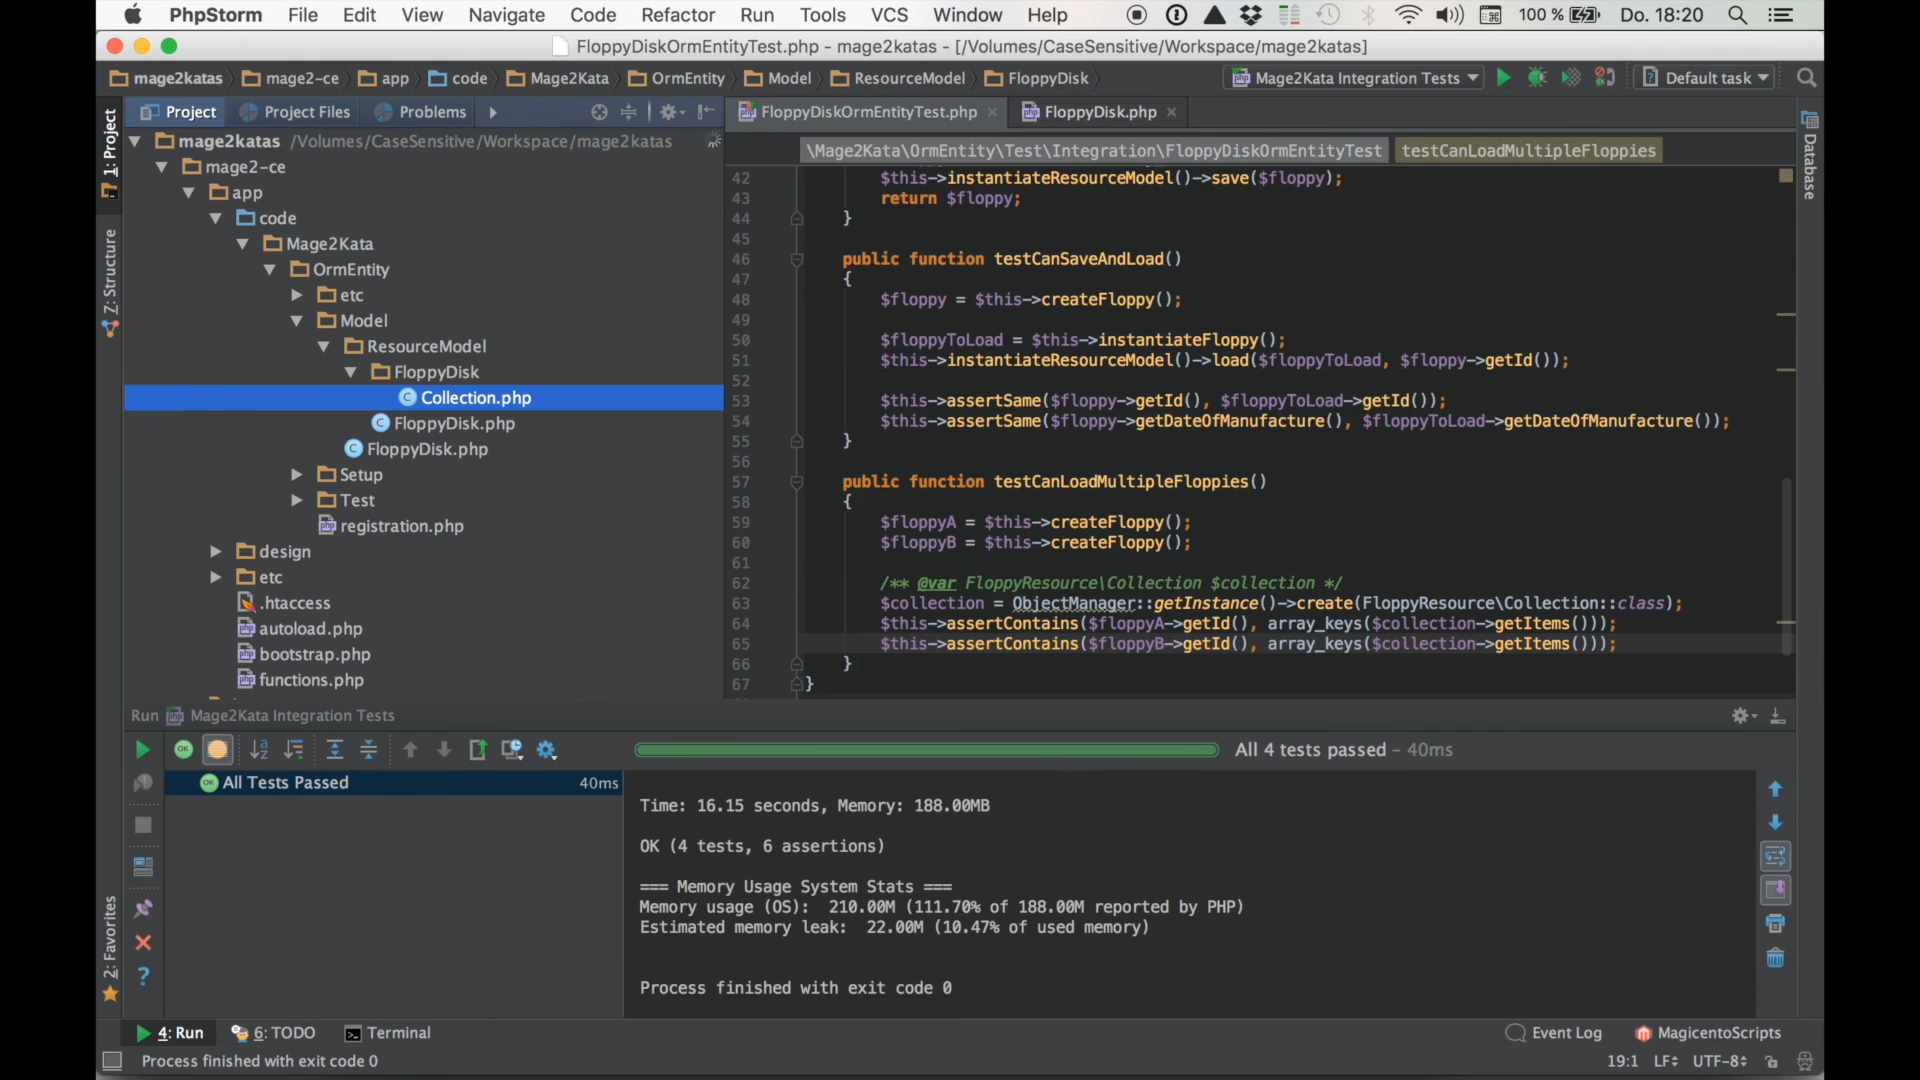 PhpStorm File Edit View Navigate Code Refactor Run Tools VCS Window Help 100 % Do. 18:20
FloppyDiskOrmEntityTest.php - mage2katas - [/Volumes/CaseSensitive/Workspace/mage2katas]
mage2katas mage2-ce app code Mage2Kata OrmEntity Model ResourceModel FloppyDisk Mage2Kata Integration Tests Default task
Project Project Files Problems
FloppyDiskOrmEntityTest.php FloppyDisk.php
1: Project
Z: Structure
2: Favorites
Database
mage2katas /Volumes/CaseSensitive/Workspace/mage2katas
mage2-ce
app
code
Mage2Kata
OrmEntity
etc
Model
ResourceModel
FloppyDisk
Collection.php
FloppyDisk.php
FloppyDisk.php
Setup
Test
registration.php
design
etc
.htaccess
autoload.php
bootstrap.php
functions.php
\Mage2Kata\OrmEntity\Test\Integration\FloppyDiskOrmEntityTest testCanLoadMultipleFloppies
42 $this->instantiateResourceModel()->save($floppy);
43 return $floppy;
44 }
45
46 public function testCanSaveAndLoad()
47 {
48 $floppy = $this->createFloppy();
49
50 $floppyToLoad = $this->instantiateFloppy();
51 $this->instantiateResourceModel()->load($floppyToLoad, $floppy->getId());
52
53 $this->assertSame($floppy->getId(), $floppyToLoad->getId());
54 $this->assertSame($floppy->getDateOfManufacture(), $floppyToLoad->getDateOfManufacture());
55 }
56
57 public function testCanLoadMultipleFloppies()
58 {
59 $floppyA = $this->createFloppy();
60 $floppyB = $this->createFloppy();
61
62 /** @var FloppyResource\Collection $collection */
63 $collection = ObjectManager::getInstance()->create(FloppyResource\Collection::class);
64 $this->assertContains($floppyA->getId(), array_keys($collection->getItems()));
65 $this->assertContains($floppyB->getId(), array_keys($collection->getItems()));
66 }
67 }
Run Mage2Kata Integration Tests
All 4 tests passed – 40ms
All Tests Passed 40ms
Time: 16.15 seconds, Memory: 188.00MB
OK (4 tests, 6 assertions)
=== Memory Usage System Stats ===
Memory usage (OS): 210.00M (111.70% of 188.00M reported by PHP)
Estimated memory leak: 22.00M (10.47% of used memory)
Process finished with exit code 0
4: Run 6: TODO Terminal Event Log MagicentoScripts
Process finished with exit code 0 19:1 LF UTF-8